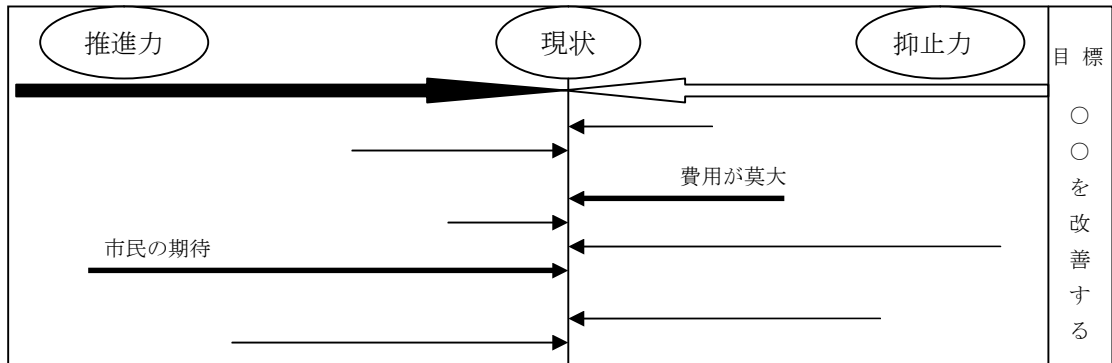 推進力
現状
抑止力
目 標
○○を改善する
費用が莫大
市民の期待